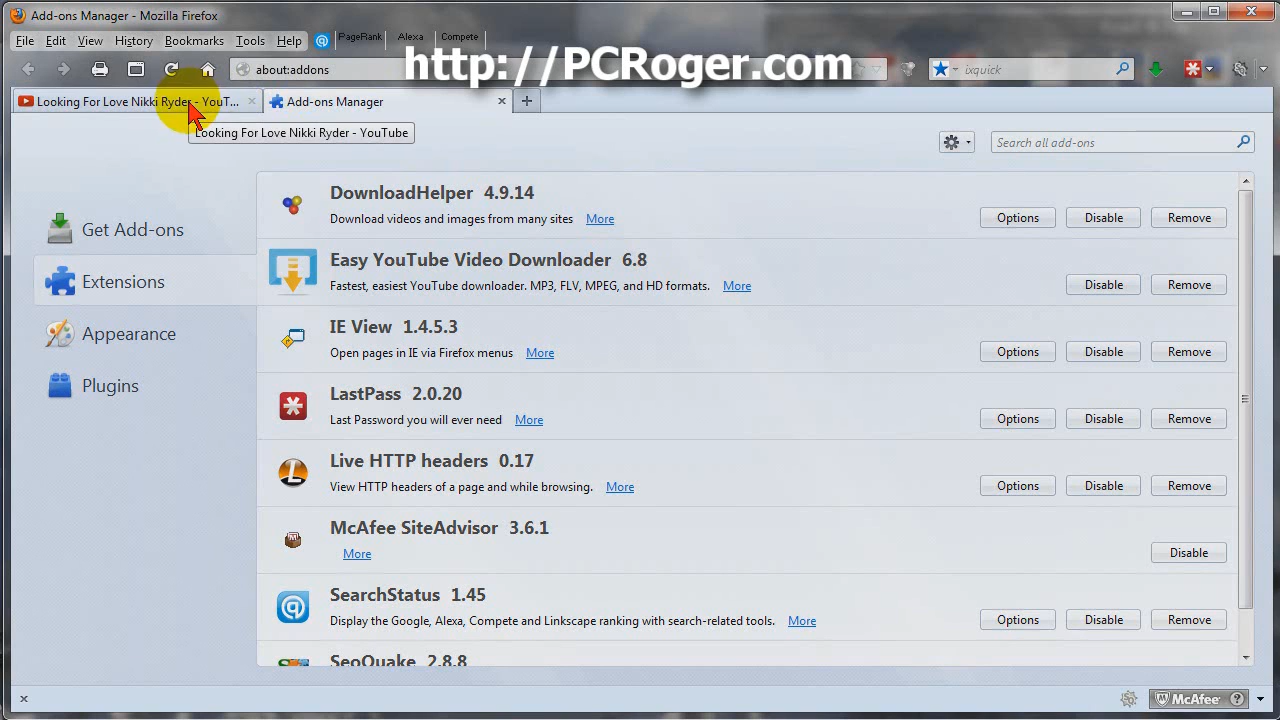 Add-ons Manager - Mozilla Firefox
File Edit View History Bookmarks Tools Help PageRank Alexa Compete
http://PCRoger.com
about:addons
ixquick
Looking For Love Nikki Ryder - YouT...
Add-ons Manager
Looking For Love Nikki Ryder - YouTube
Search all add-ons
Get Add-ons
Extensions
Appearance
Plugins
DownloadHelper 4.9.14
Download videos and images from many sites More
Options Disable Remove
Easy YouTube Video Downloader 6.8
Fastest, easiest YouTube downloader. MP3, FLV, MPEG, and HD formats. More
Disable Remove
IE View 1.4.5.3
Open pages in IE via Firefox menus More
Options Disable Remove
LastPass 2.0.20
Last Password you will ever need More
Options Disable Remove
Live HTTP headers 0.17
View HTTP headers of a page and while browsing. More
Options Disable Remove
McAfee SiteAdvisor 3.6.1
More
Disable
SearchStatus 1.45
Display the Google, Alexa, Compete and Linkscape ranking with search-related tools. More
Options Disable Remove
SeoQuake 2.8.8
McAfee